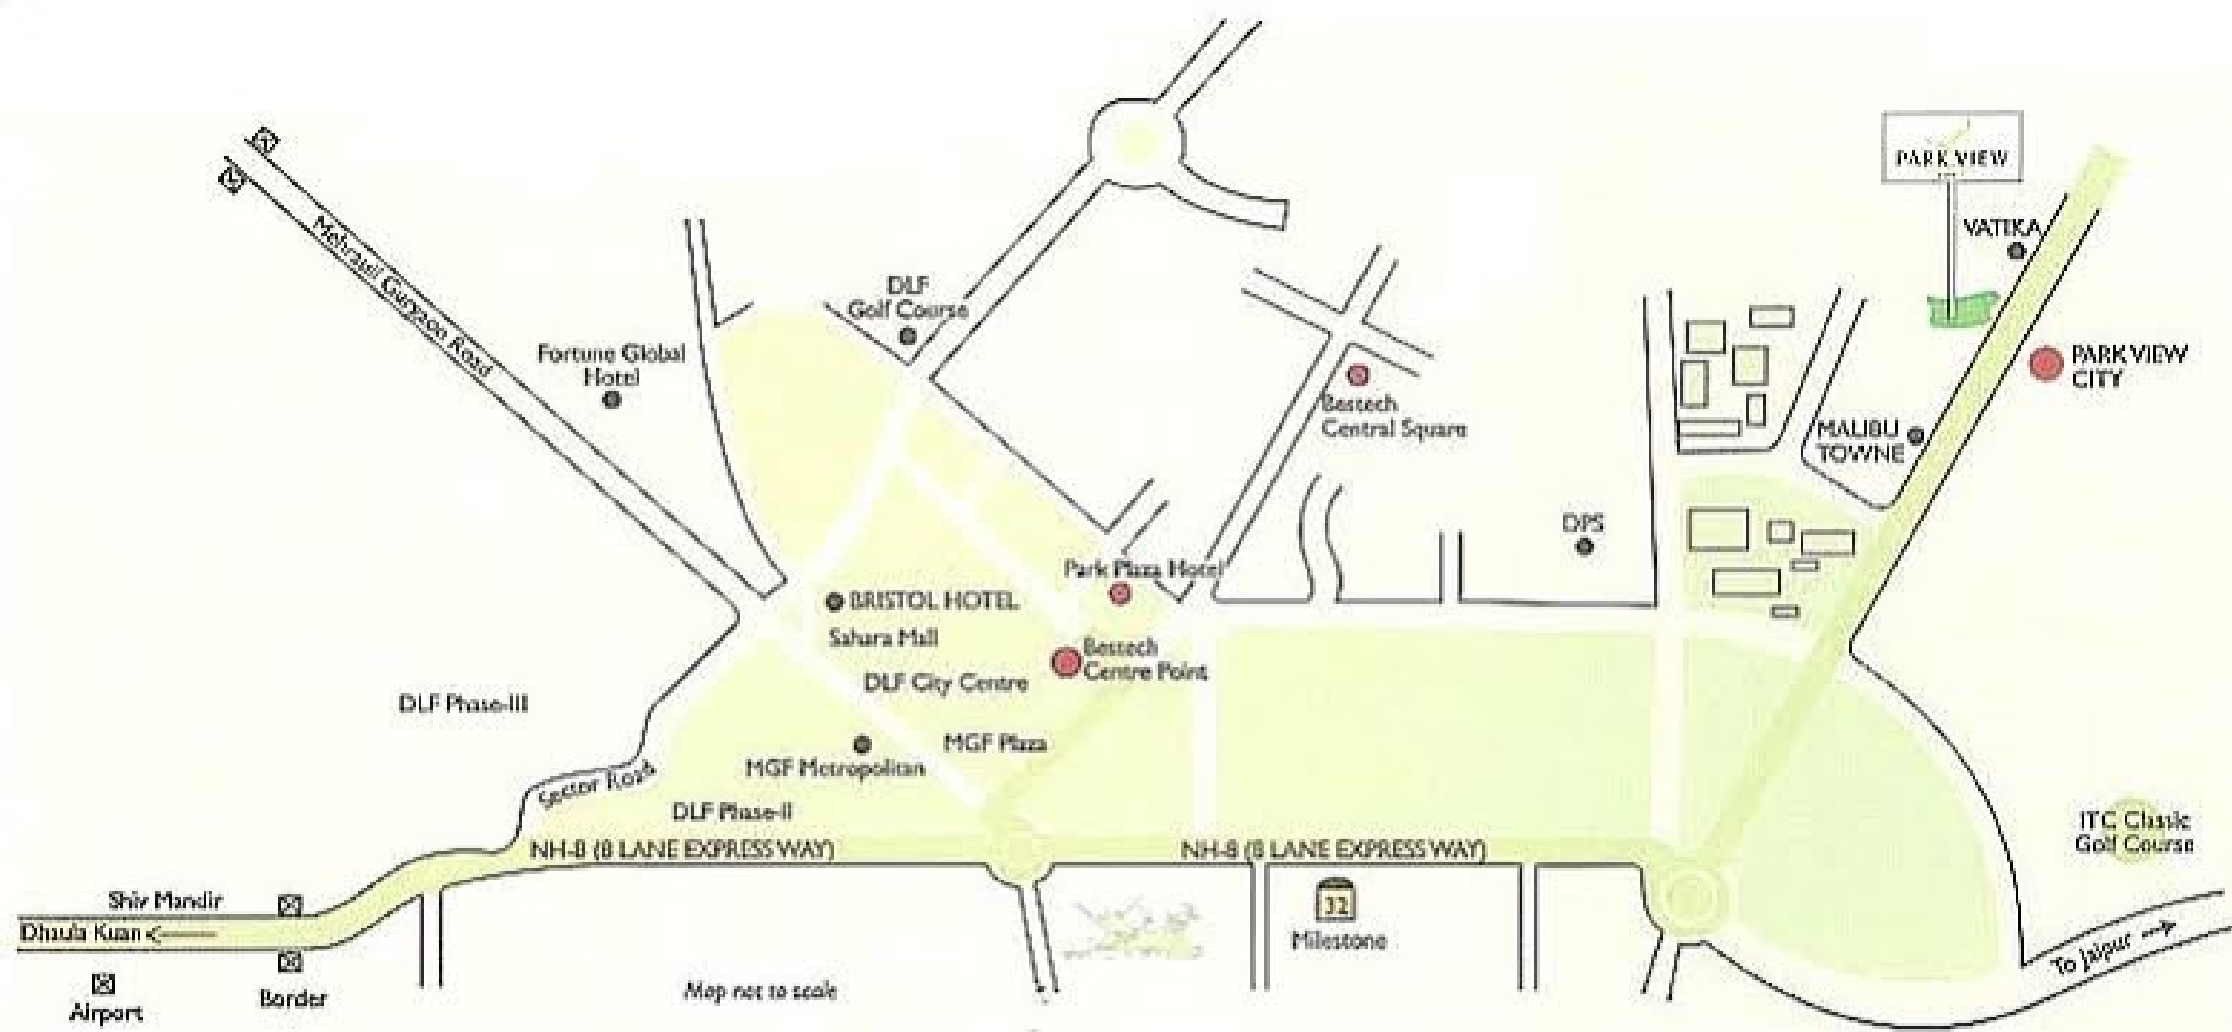 PARK VIEW
VATIKA
Mehrauli Gurgaon Road
DLF
Golf Course
Fortune Global
Hotel
PARK VIEW
CITY
Bestech
Central Square
MALIBU
TOWNE
DPS
Park Plaza Hotel
BRISTOL HOTEL
Sahara Mall
Bestech
Centre Point
DLF City Centre
DLF Phase-III
MGF Plaza
MGF Metropolitan
Sector Road
DLF Phase-II
NH-8 (8 LANE EXPRESS WAY)
NH-8 (8 LANE EXPRESS WAY)
ITC Classic
Golf Course
Shiv Mandir
32
Dhaula Kuan
Milestone
To Jaipur
Airport
Border
Map not to scale